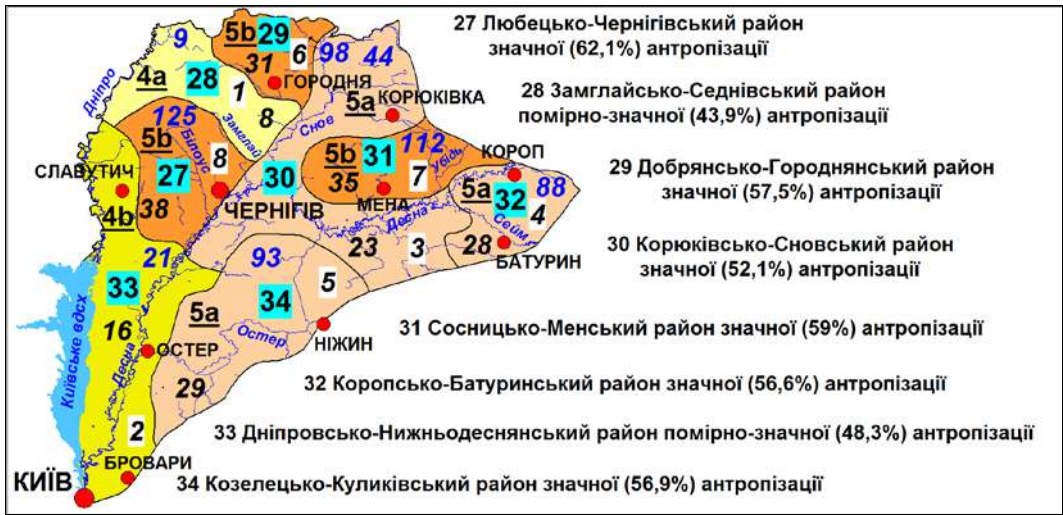 27 Любецько-Чернігівський район
значної (62,1%) антропізації
28 Замглайсько-Седнівський район
помірно-значної (43,9%) антропізації
29 Добрянсько-Городнянський район
значної (57,5%) антропізації
30 Корюківсько-Сновський район
значної (52,1%) антропізації
31 Сосницько-Менський район значної (59%) антропізації
32 Коропсько-Батуринський район значної (56,6%) антропізації
33 Дніпровсько-Нижньодеснянський район помірно-значної (48,3%) антропізації
34 Козелецько-Куликівський район значної (56,9%) антропізації
9
5b 29
6
98
44
31
ГОРОДНЯ
Дніпро
4a
28
1
8
Замглай
Снов
5a
КОРЮКІВКА
125
5b
Білоус
8
27
38
СЛАВУТИЧ
4b
ЧЕРНІГІВ
30
5b
31
112
Убідь
35
7
МЕНА
КОРОП
5a
32
88
4
Сейм
28
БАТУРИН
Десна
23
3
21
33
16
Київське вдсх
Десна
ОСТЕР
2
БРОВАРИ
КИЇВ
93
34
5
5a
Остер
29
НІЖИН